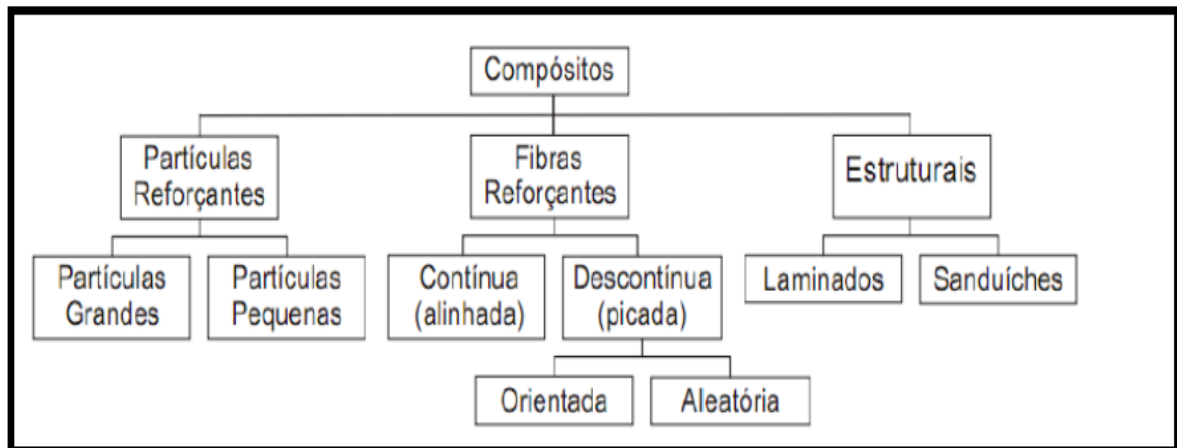 Compósitos
Partículas
Reforçantes
Fibras
Reforçantes
Estruturais
Partículas
Grandes
Partículas
Pequenas
Contínua
(alinhada)
Descontínua
(picada)
Laminados
Sanduíches
Orientada
Aleatória